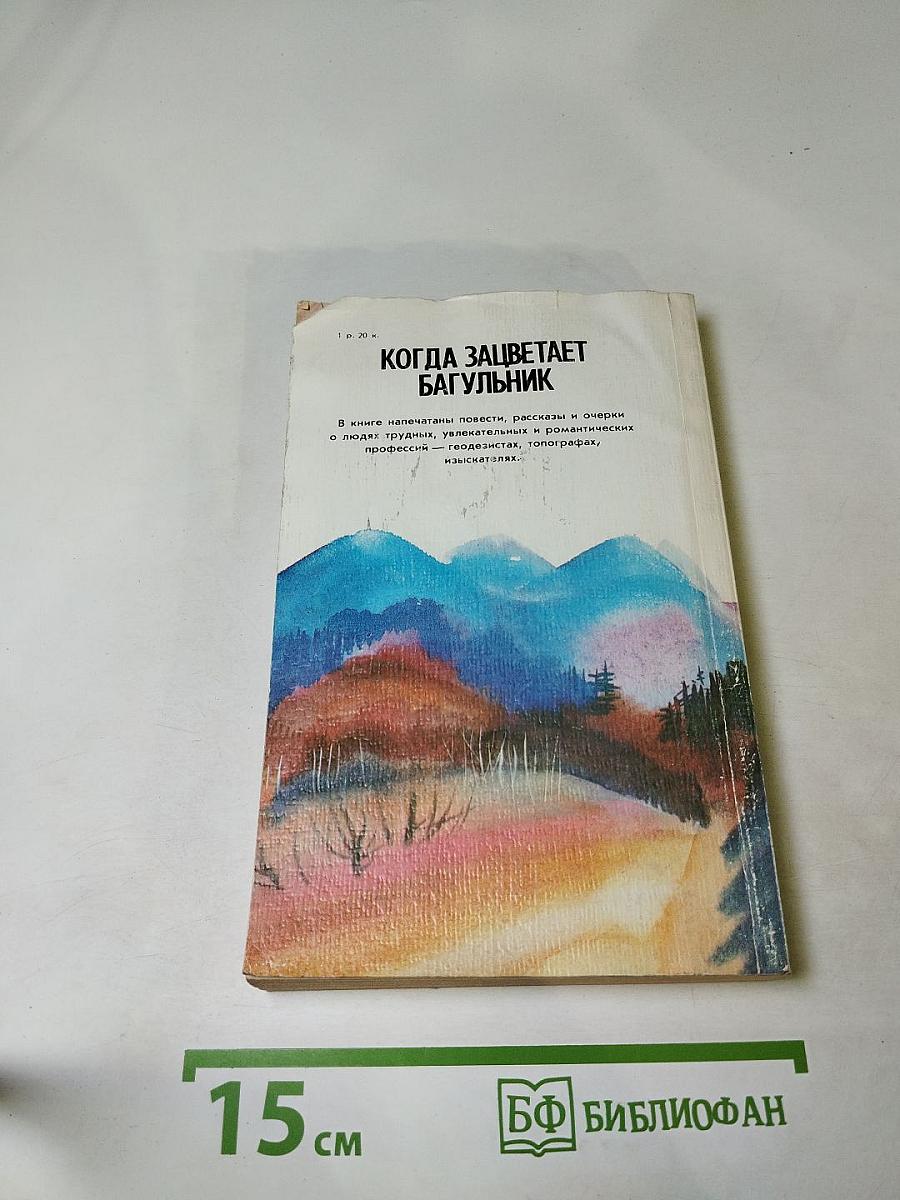 1 р. 20 к.
КОГДА ЗАЦВЕТАЕТ
БАГУЛЬНИК
В книге напечатаны повести, рассказы и очерки
о людях трудных, увлекательных и романтических
профессий — геодезистах, топографах,
изыскателях.
15 см
БФ БИБЛИОФАН